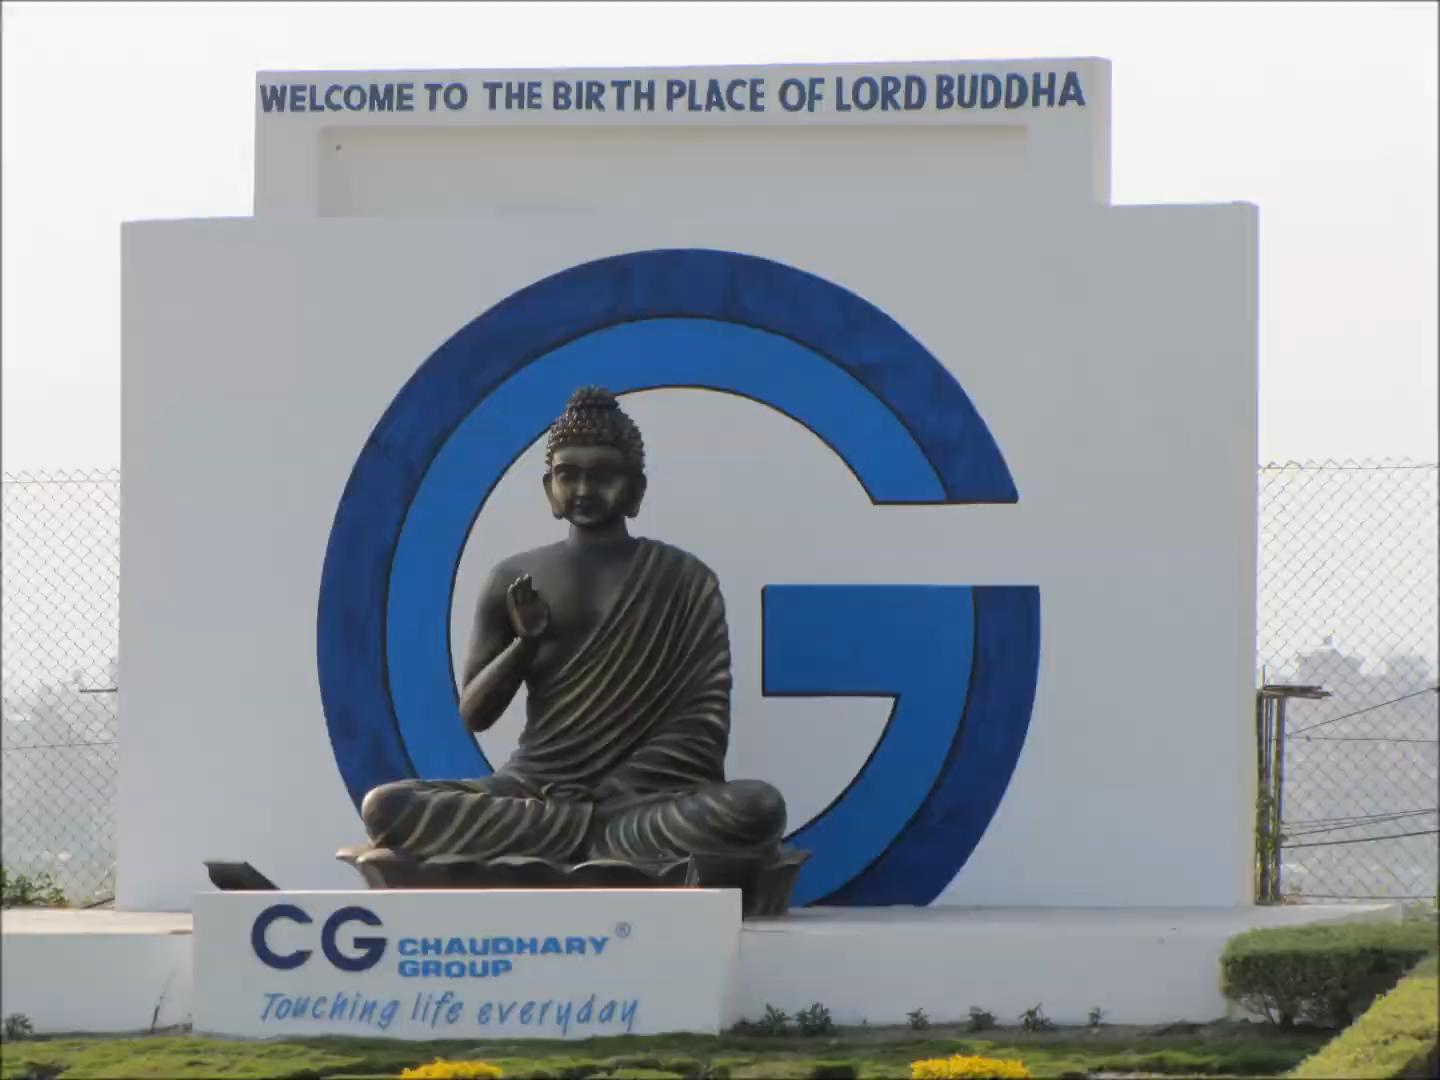 WELCOME TO THE BIRTH PLACE OF LORD BUDDHA
G
CG CHAUDHARY ®
GROUP
Touching life everyday